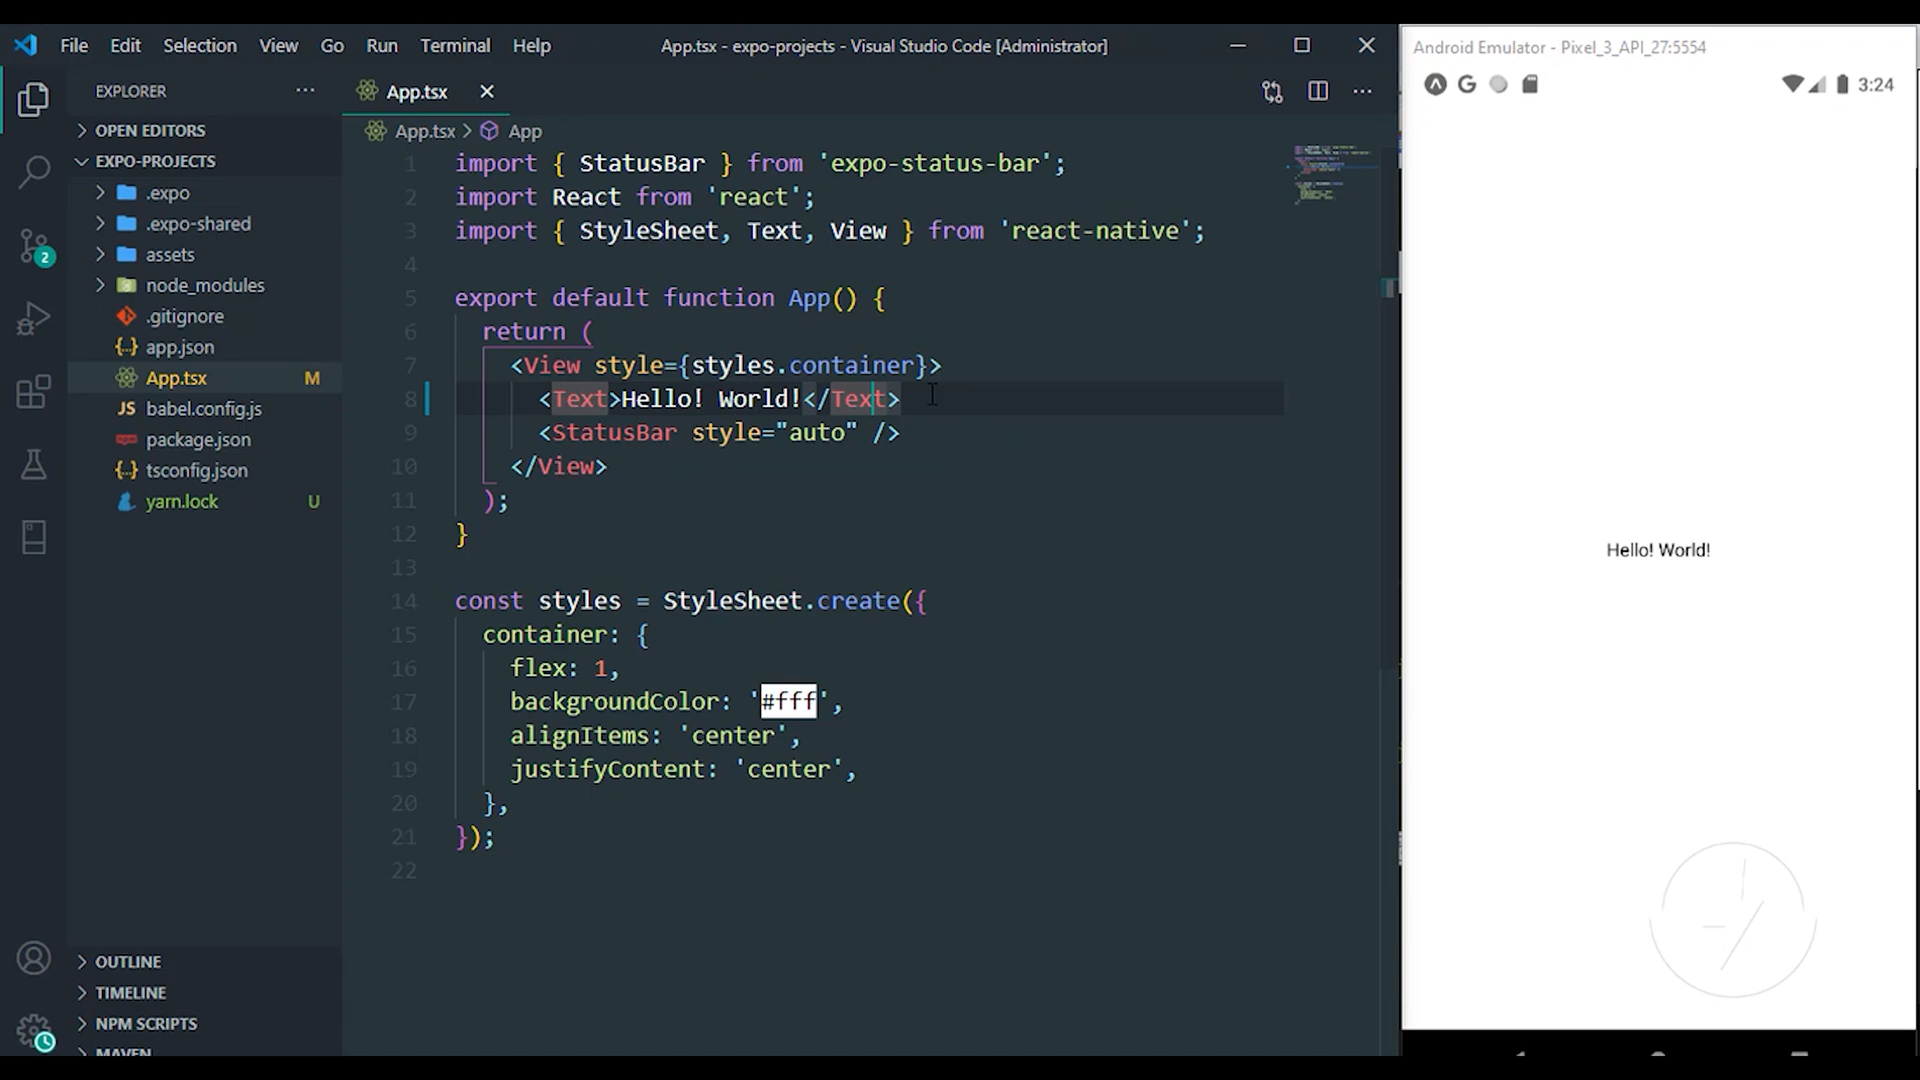 File Edit Selection View Go Run Terminal Help
App.tsx - expo-projects - Visual Studio Code [Administrator]
EXPLORER
OPEN EDITORS
EXPO-PROJECTS
.expo
.expo-shared
assets
node_modules
.gitignore
app.json
App.tsx M
JS babel.config.js
package.json
tsconfig.json
yarn.lock U
OUTLINE
TIMELINE
NPM SCRIPTS
MAVEN
2
App.tsx
App.tsx > App
1 import { StatusBar } from 'expo-status-bar';
2 import React from 'react';
3 import { StyleSheet, Text, View } from 'react-native';
4
5 export default function App() {
6 return (
7 <View style={styles.container}>
8 <Text>Hello! World!</Text>
9 <StatusBar style="auto" />
10 </View>
11 );
12 }
13
14 const styles = StyleSheet.create({
15 container: {
16 flex: 1,
17 backgroundColor: '#fff',
18 alignItems: 'center',
19 justifyContent: 'center',
20 },
21 });
22
Android Emulator - Pixel_3_API_27:5554
G 3:24
Hello! World!